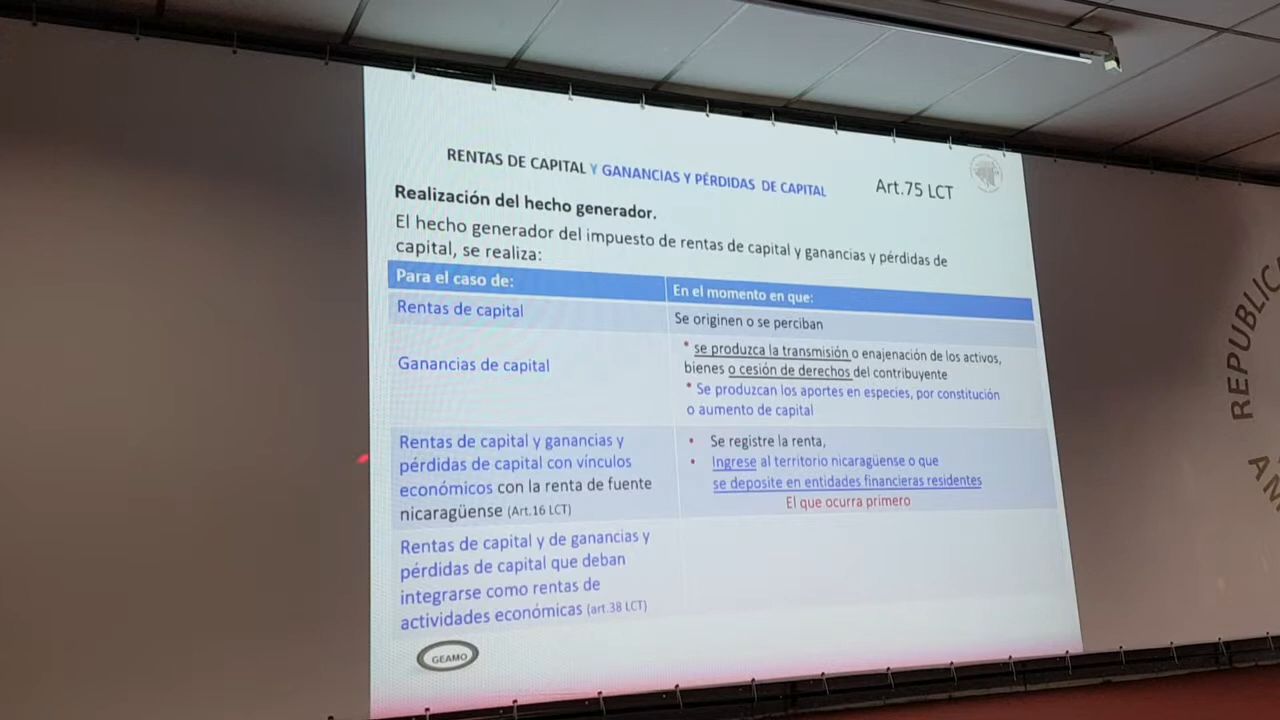 RENTAS DE CAPITAL Y GANANCIAS Y PÉRDIDAS DE CAPITAL
Art.75 LCT
Realización del hecho generador.
El hecho generador del impuesto de rentas de capital y ganancias y pérdidas de
capital, se realiza:
Para el caso de:
En el momento en que:
Rentas de capital
Se originen o se perciban
Ganancias de capital
* se produzca la transmisión o enajenación de los activos,
bienes o cesión de derechos del contribuyente
* Se produzcan los aportes en especies, por constitución
o aumento de capital
Rentas de capital y ganancias y
pérdidas de capital con vínculos
económicos con la renta de fuente
nicaragüense (Art.16 LCT)
• Se registre la renta,
• Ingrese al territorio nicaragüense o que
se deposite en entidades financieras residentes
El que ocurra primero
Rentas de capital y de ganancias y
pérdidas de capital que deban
integrarse como rentas de
actividades económicas (art.38 LCT)
GEAMO
REPUBLICA